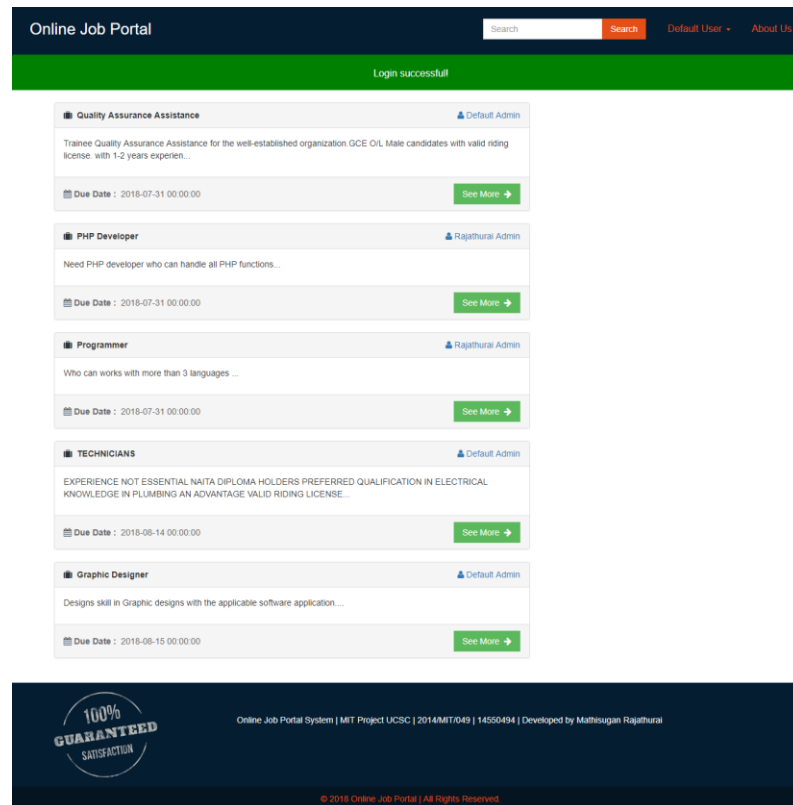 Online Job Portal
Search
Search
Default User
About Us
Login successful!
Quality Assurance Assistance
Default Admin
Trainee Quality Assurance Assistance for the well-established organization.GCE O/L Male candidates with valid riding
license. with 1-2 years experien...
Due Date : 2018-07-31 00:00:00
See More
PHP Developer
Rajathurai Admin
Need PHP developer who can handle all PHP functions...
Due Date : 2018-07-31 00:00:00
See More
Programmer
Rajathurai Admin
Who can works with more than 3 languages ...
Due Date : 2018-07-31 00:00:00
See More
TECHNICIANS
Default Admin
EXPERIENCE NOT ESSENTIAL NAITA DIPLOMA HOLDERS PREFERRED QUALIFICATION IN ELECTRICAL
KNOWLEDGE IN PLUMBING AN ADVANTAGE VALID RIDING LICENSE...
Due Date : 2018-08-14 00:00:00
See More
Graphic Designer
Default Admin
Designs skill in Graphic designs with the applicable software application....
Due Date : 2018-08-15 00:00:00
See More
100%
GUARANTEED
SATISFACTION
Online Job Portal System | MIT Project UCSC | 2014/MIT/049 | 14550494 | Developed by Mathisugan Rajathurai
© 2018 Online Job Portal | All Rights Reserved.